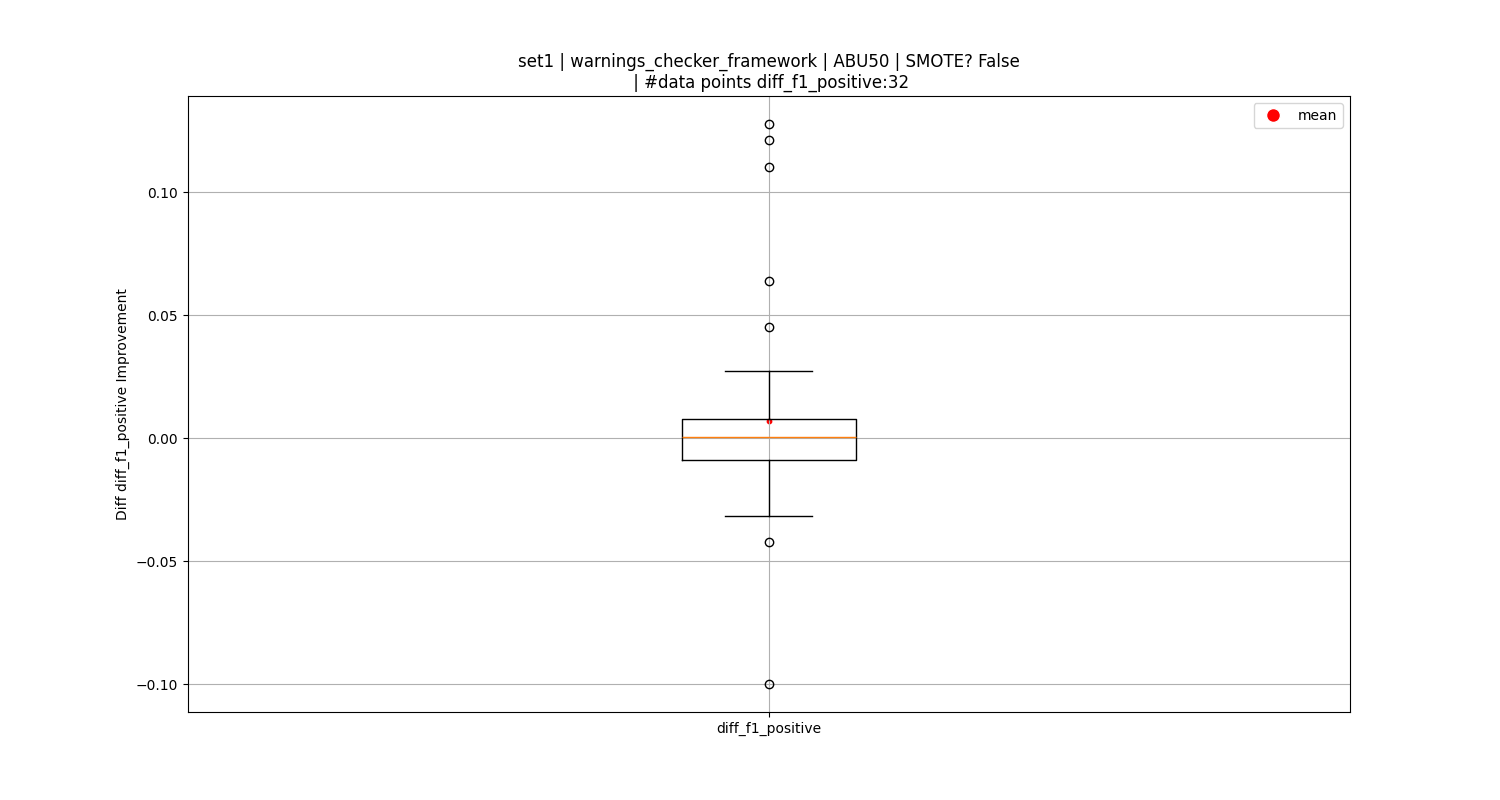 set1 | warnings_checker_framework | ABU50 | SMOTE? False
| #data points diff_f1_positive:32
mean
Diff diff_f1_positive Improvement
0.10
0.05
0.00
−0.05
−0.10
diff_f1_positive